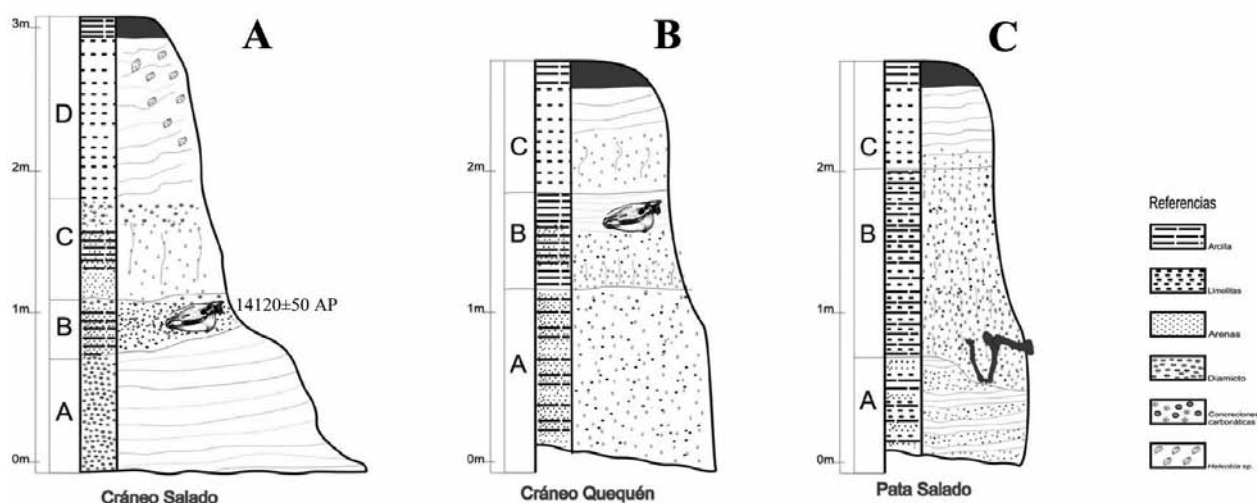 A
3m
D
2m
C
1m
B
14120±50 AP
A
0m
Cráneo Salado
B
C
2m
B
1m
A
0m
Cráneo Quequén
C
C
2m
B
1m
A
0m
Pata Salado
Referencias
Arcilla
Limolitas
Arenas
Diamicto
Concreciones
carbonáticas
Heleobia sp.